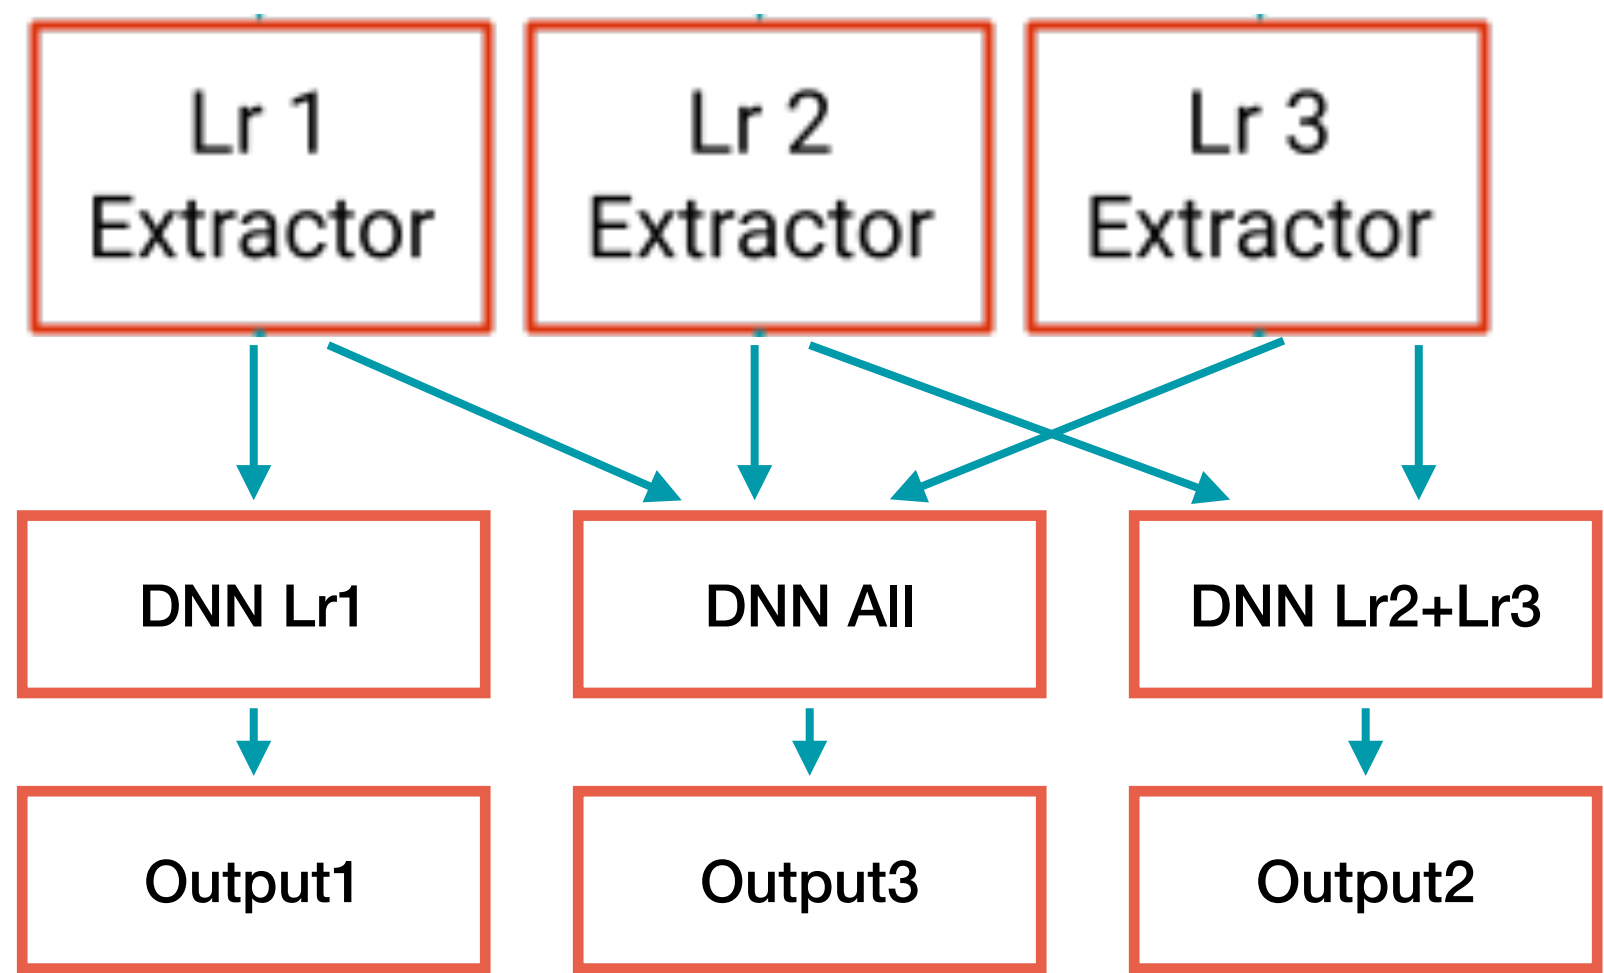 Lr 1
Extractor
Lr 2
Extractor
Lr 3
Extractor
DNN Lr1
DNN All
DNN Lr2+Lr3
Output1
Output3
Output2